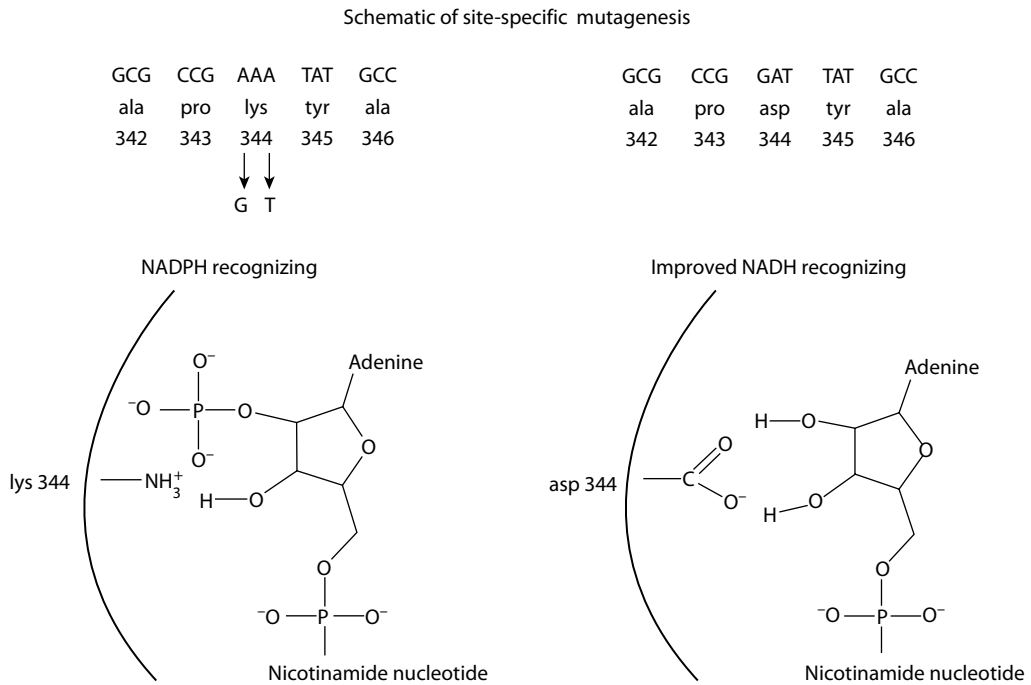 Schematic of site-specific mutagenesis
GCG CCG AAA TAT GCC
ala pro lys tyr ala
342 343 344 345 346
G T
GCG CCG GAT TAT GCC
ala pro asp tyr ala
342 343 344 345 346
NADPH recognizing
O⁻
Adenine
⁻O P O
O⁻
O
lys 344 NH₃⁺
H O
O
⁻O P O⁻
Nicotinamide nucleotide
Improved NADH recognizing
Adenine
H O
O
O
asp 344 C
O⁻
H O
O
⁻O P O⁻
Nicotinamide nucleotide